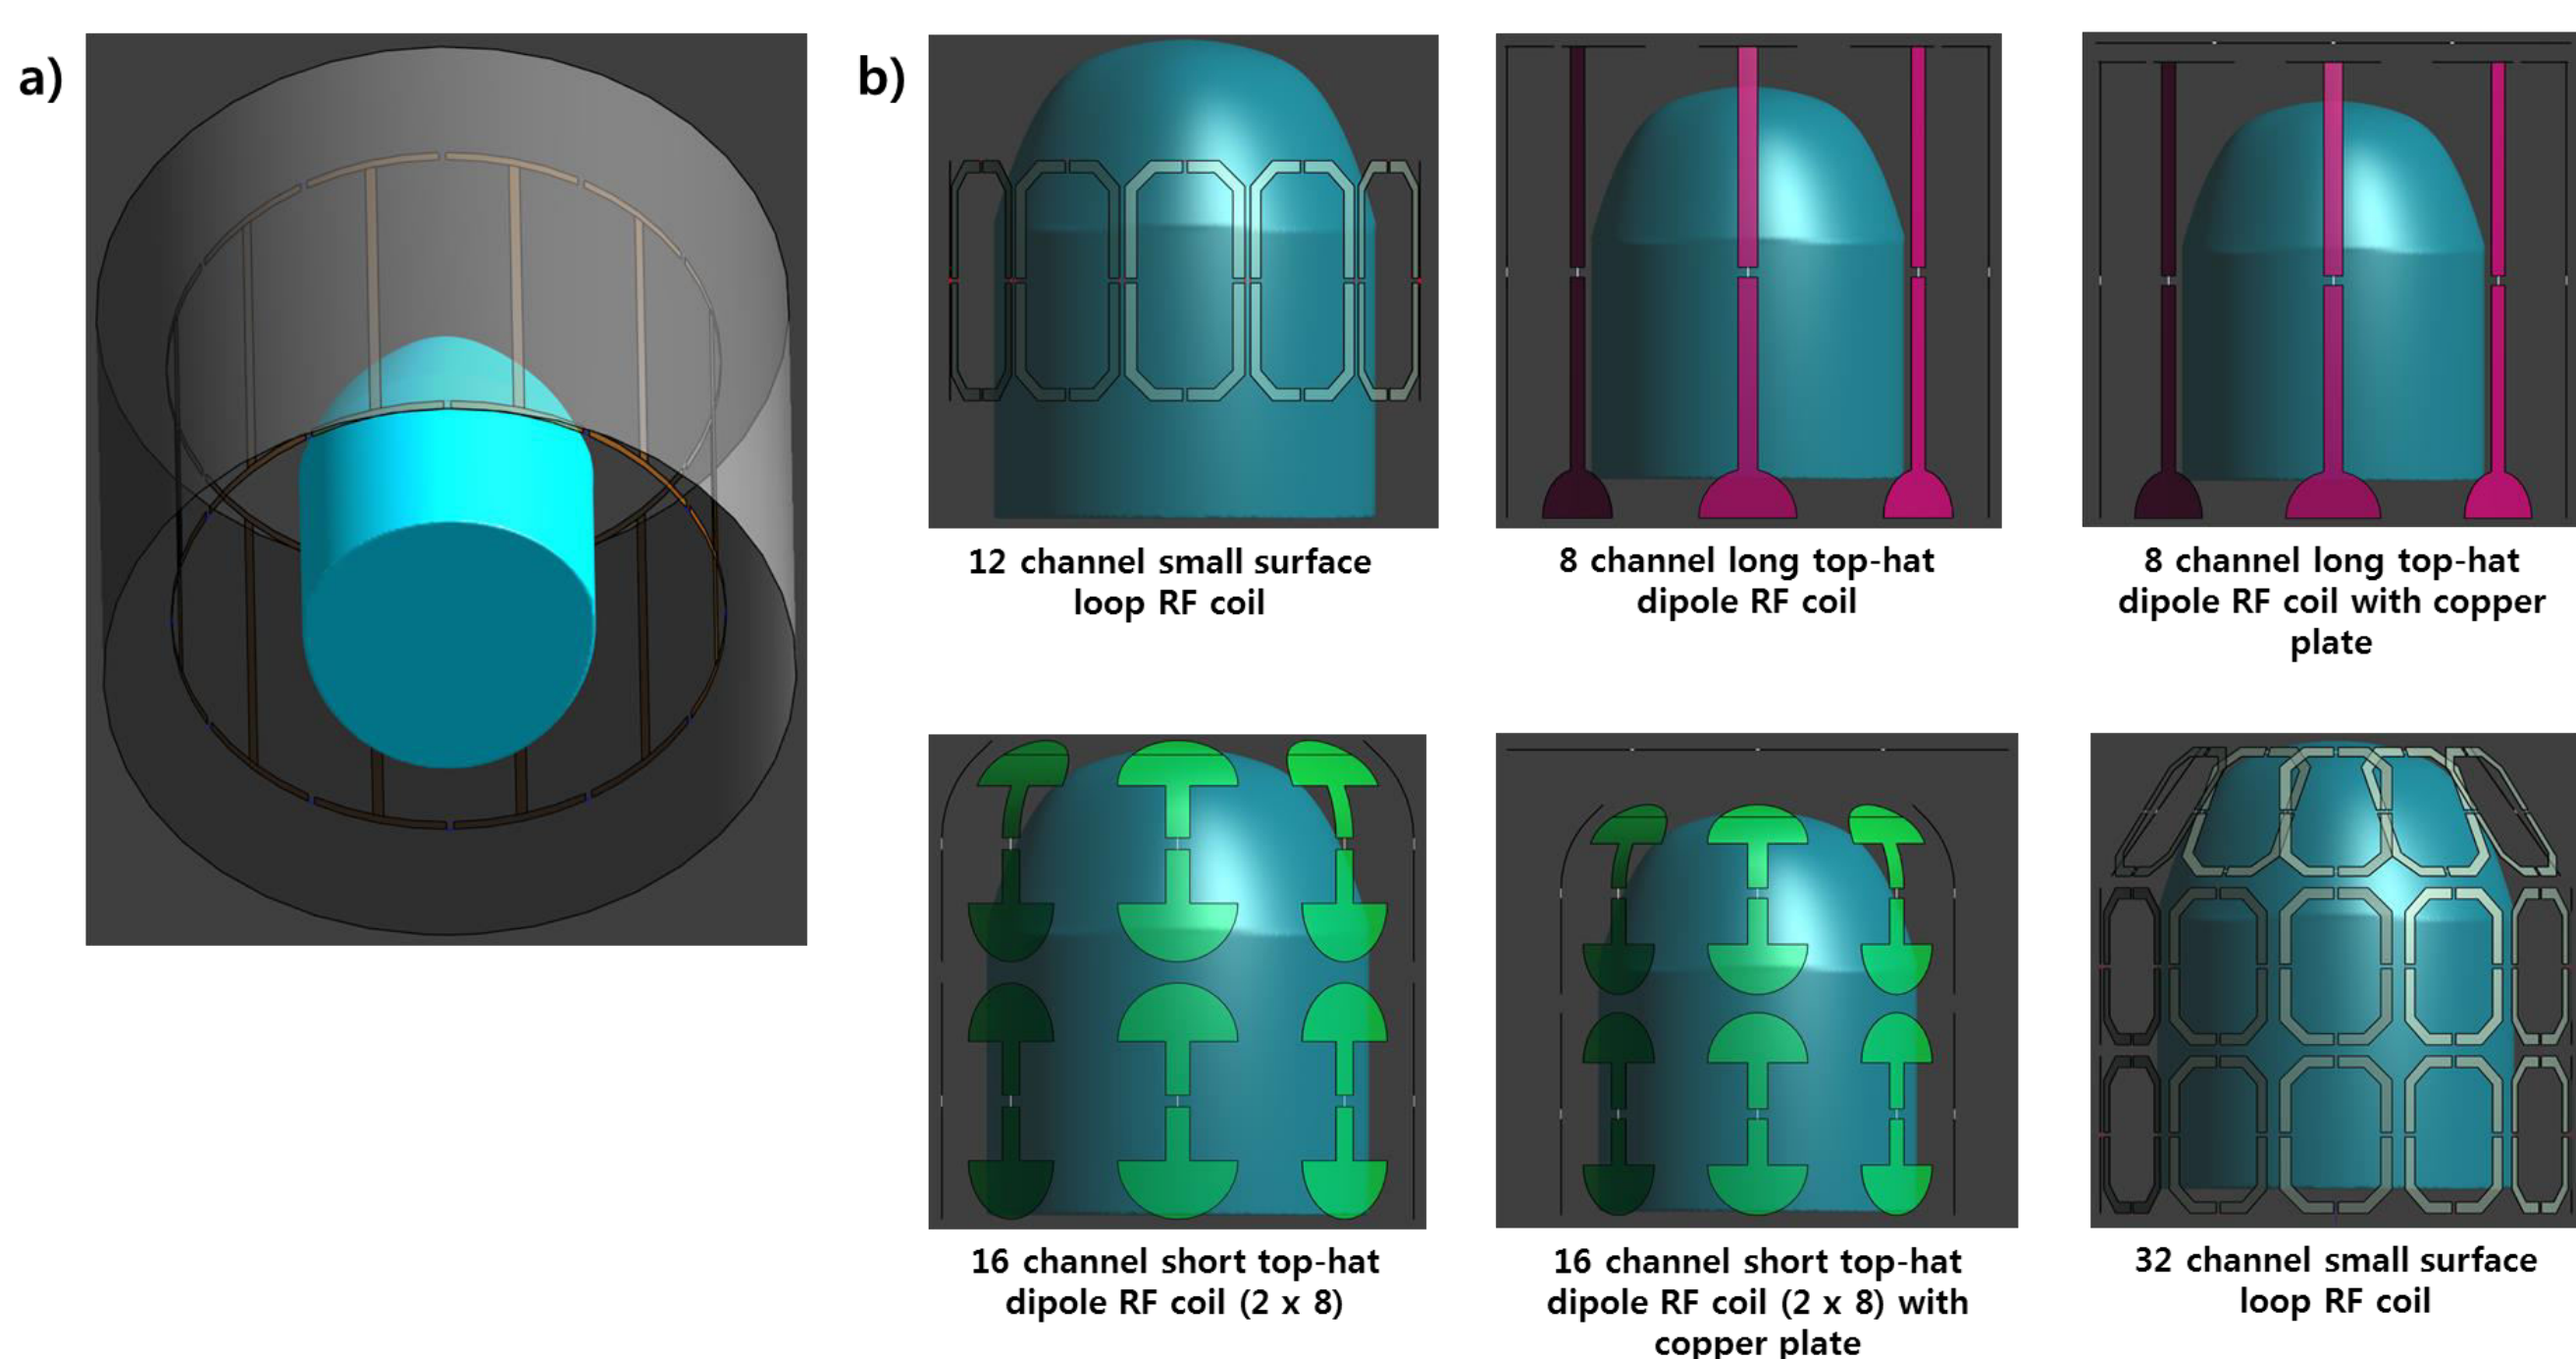 a)
b)
12 channel small surface
loop RF coil
8 channel long top-hat
dipole RF coil
8 channel long top-hat
dipole RF coil with copper
plate
16 channel short top-hat
dipole RF coil (2 x 8)
16 channel short top-hat
dipole RF coil (2 x 8) with
copper plate
32 channel small surface
loop RF coil